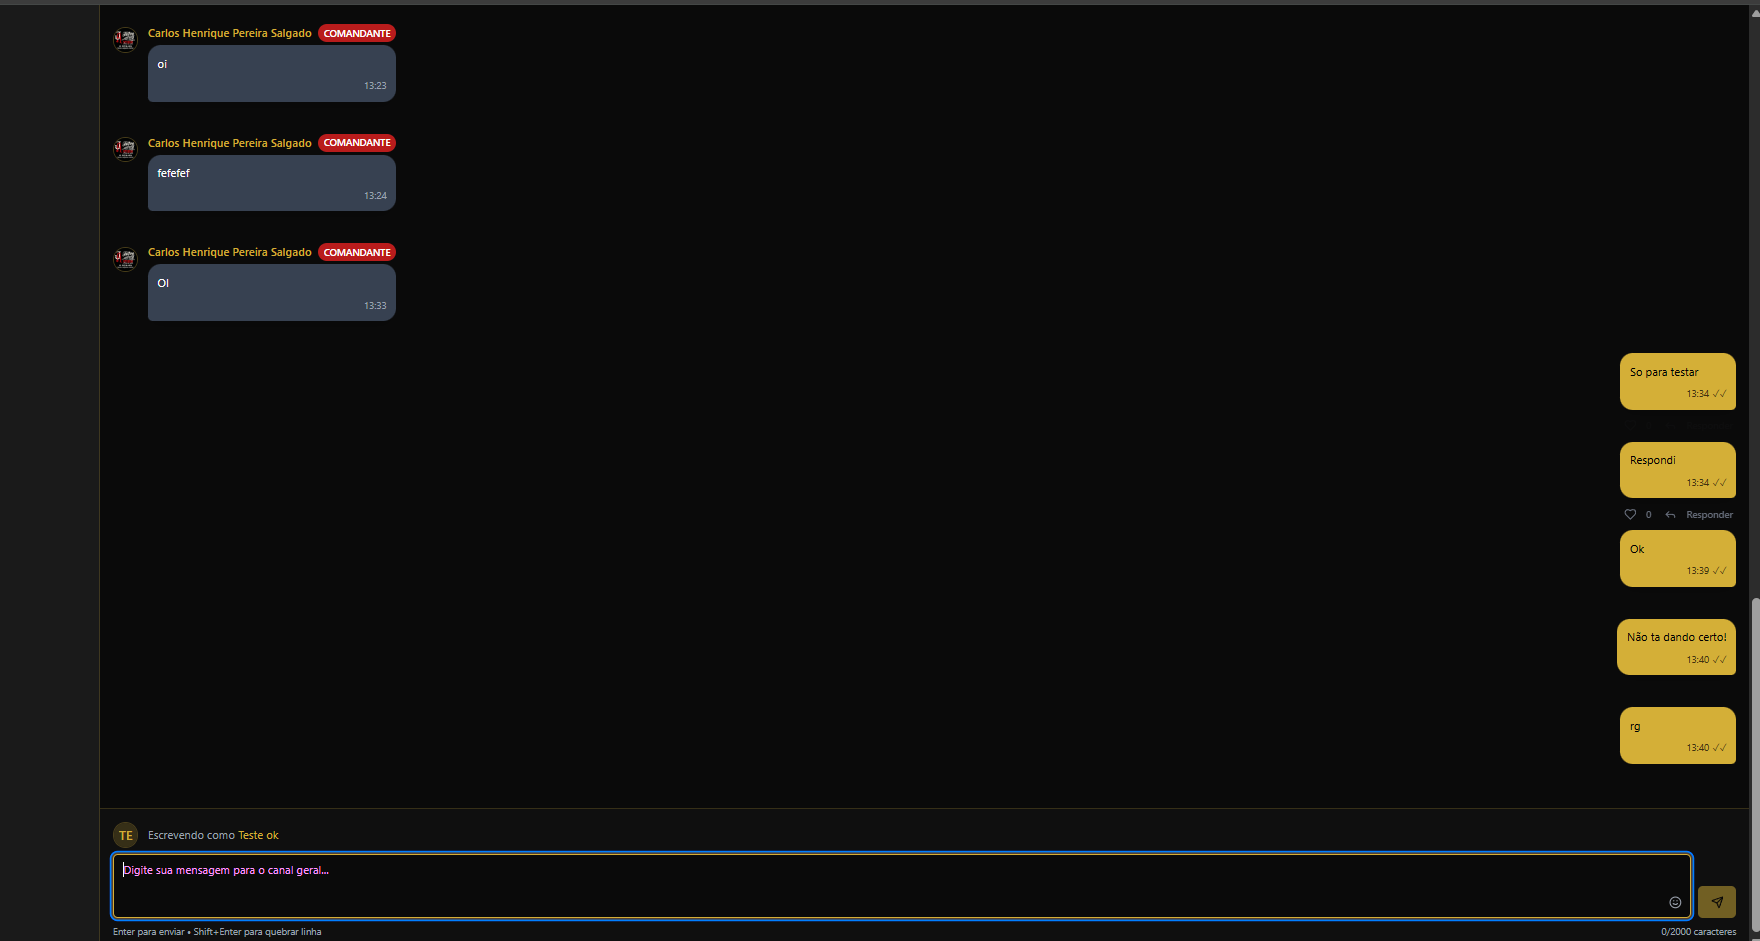 Carlos Henrique Pereira Salgado COMANDANTE
oi
13:23
Carlos Henrique Pereira Salgado COMANDANTE
fefefef
13:24
Carlos Henrique Pereira Salgado COMANDANTE
OI
13:33
So para testar
13:34 ✓✓
Respondi
13:34 ✓✓
0 Responder
Ok
13:39 ✓✓
Não ta dando certo!
13:40 ✓✓
rg
13:40 ✓✓
TE Escrevendo como Teste ok
Digite sua mensagem para o canal geral...
Enter para enviar • Shift+Enter para quebrar linha
0/2000 caracteres